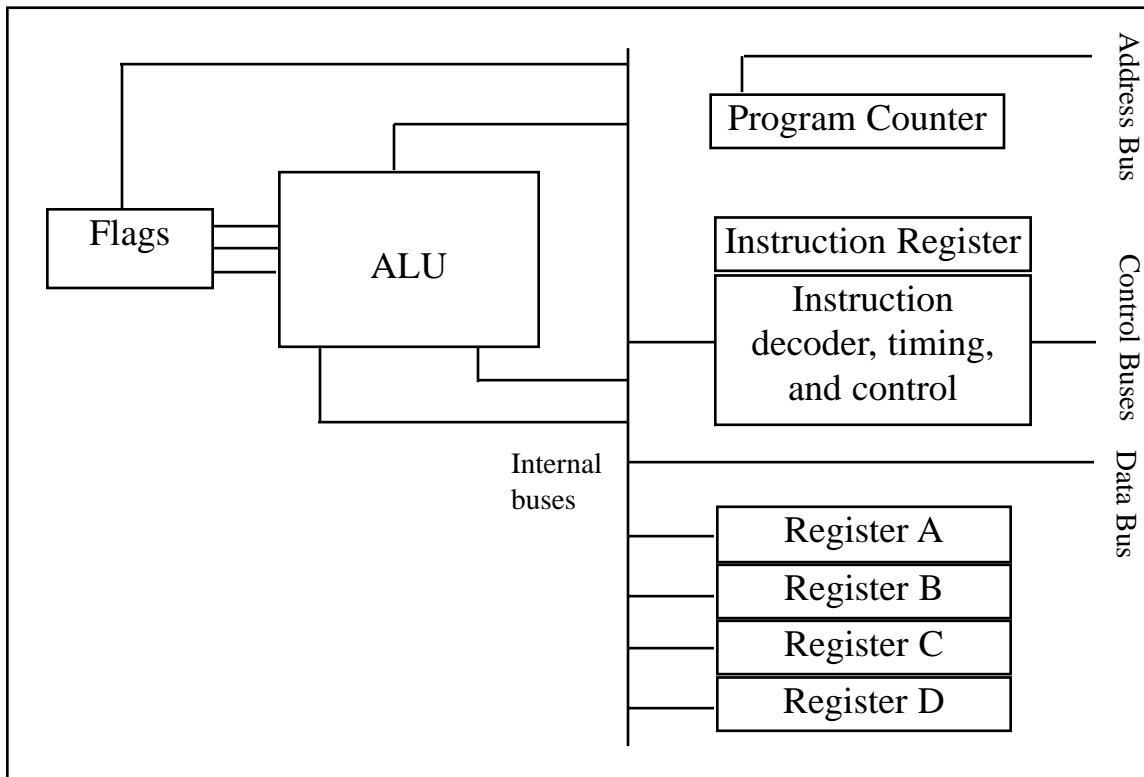 Address Bus
Program Counter
Flags
ALU
Instruction Register
Instruction
decoder, timing,
and control
Control Buses
Internal
buses
Data Bus
Register A
Register B
Register C
Register D